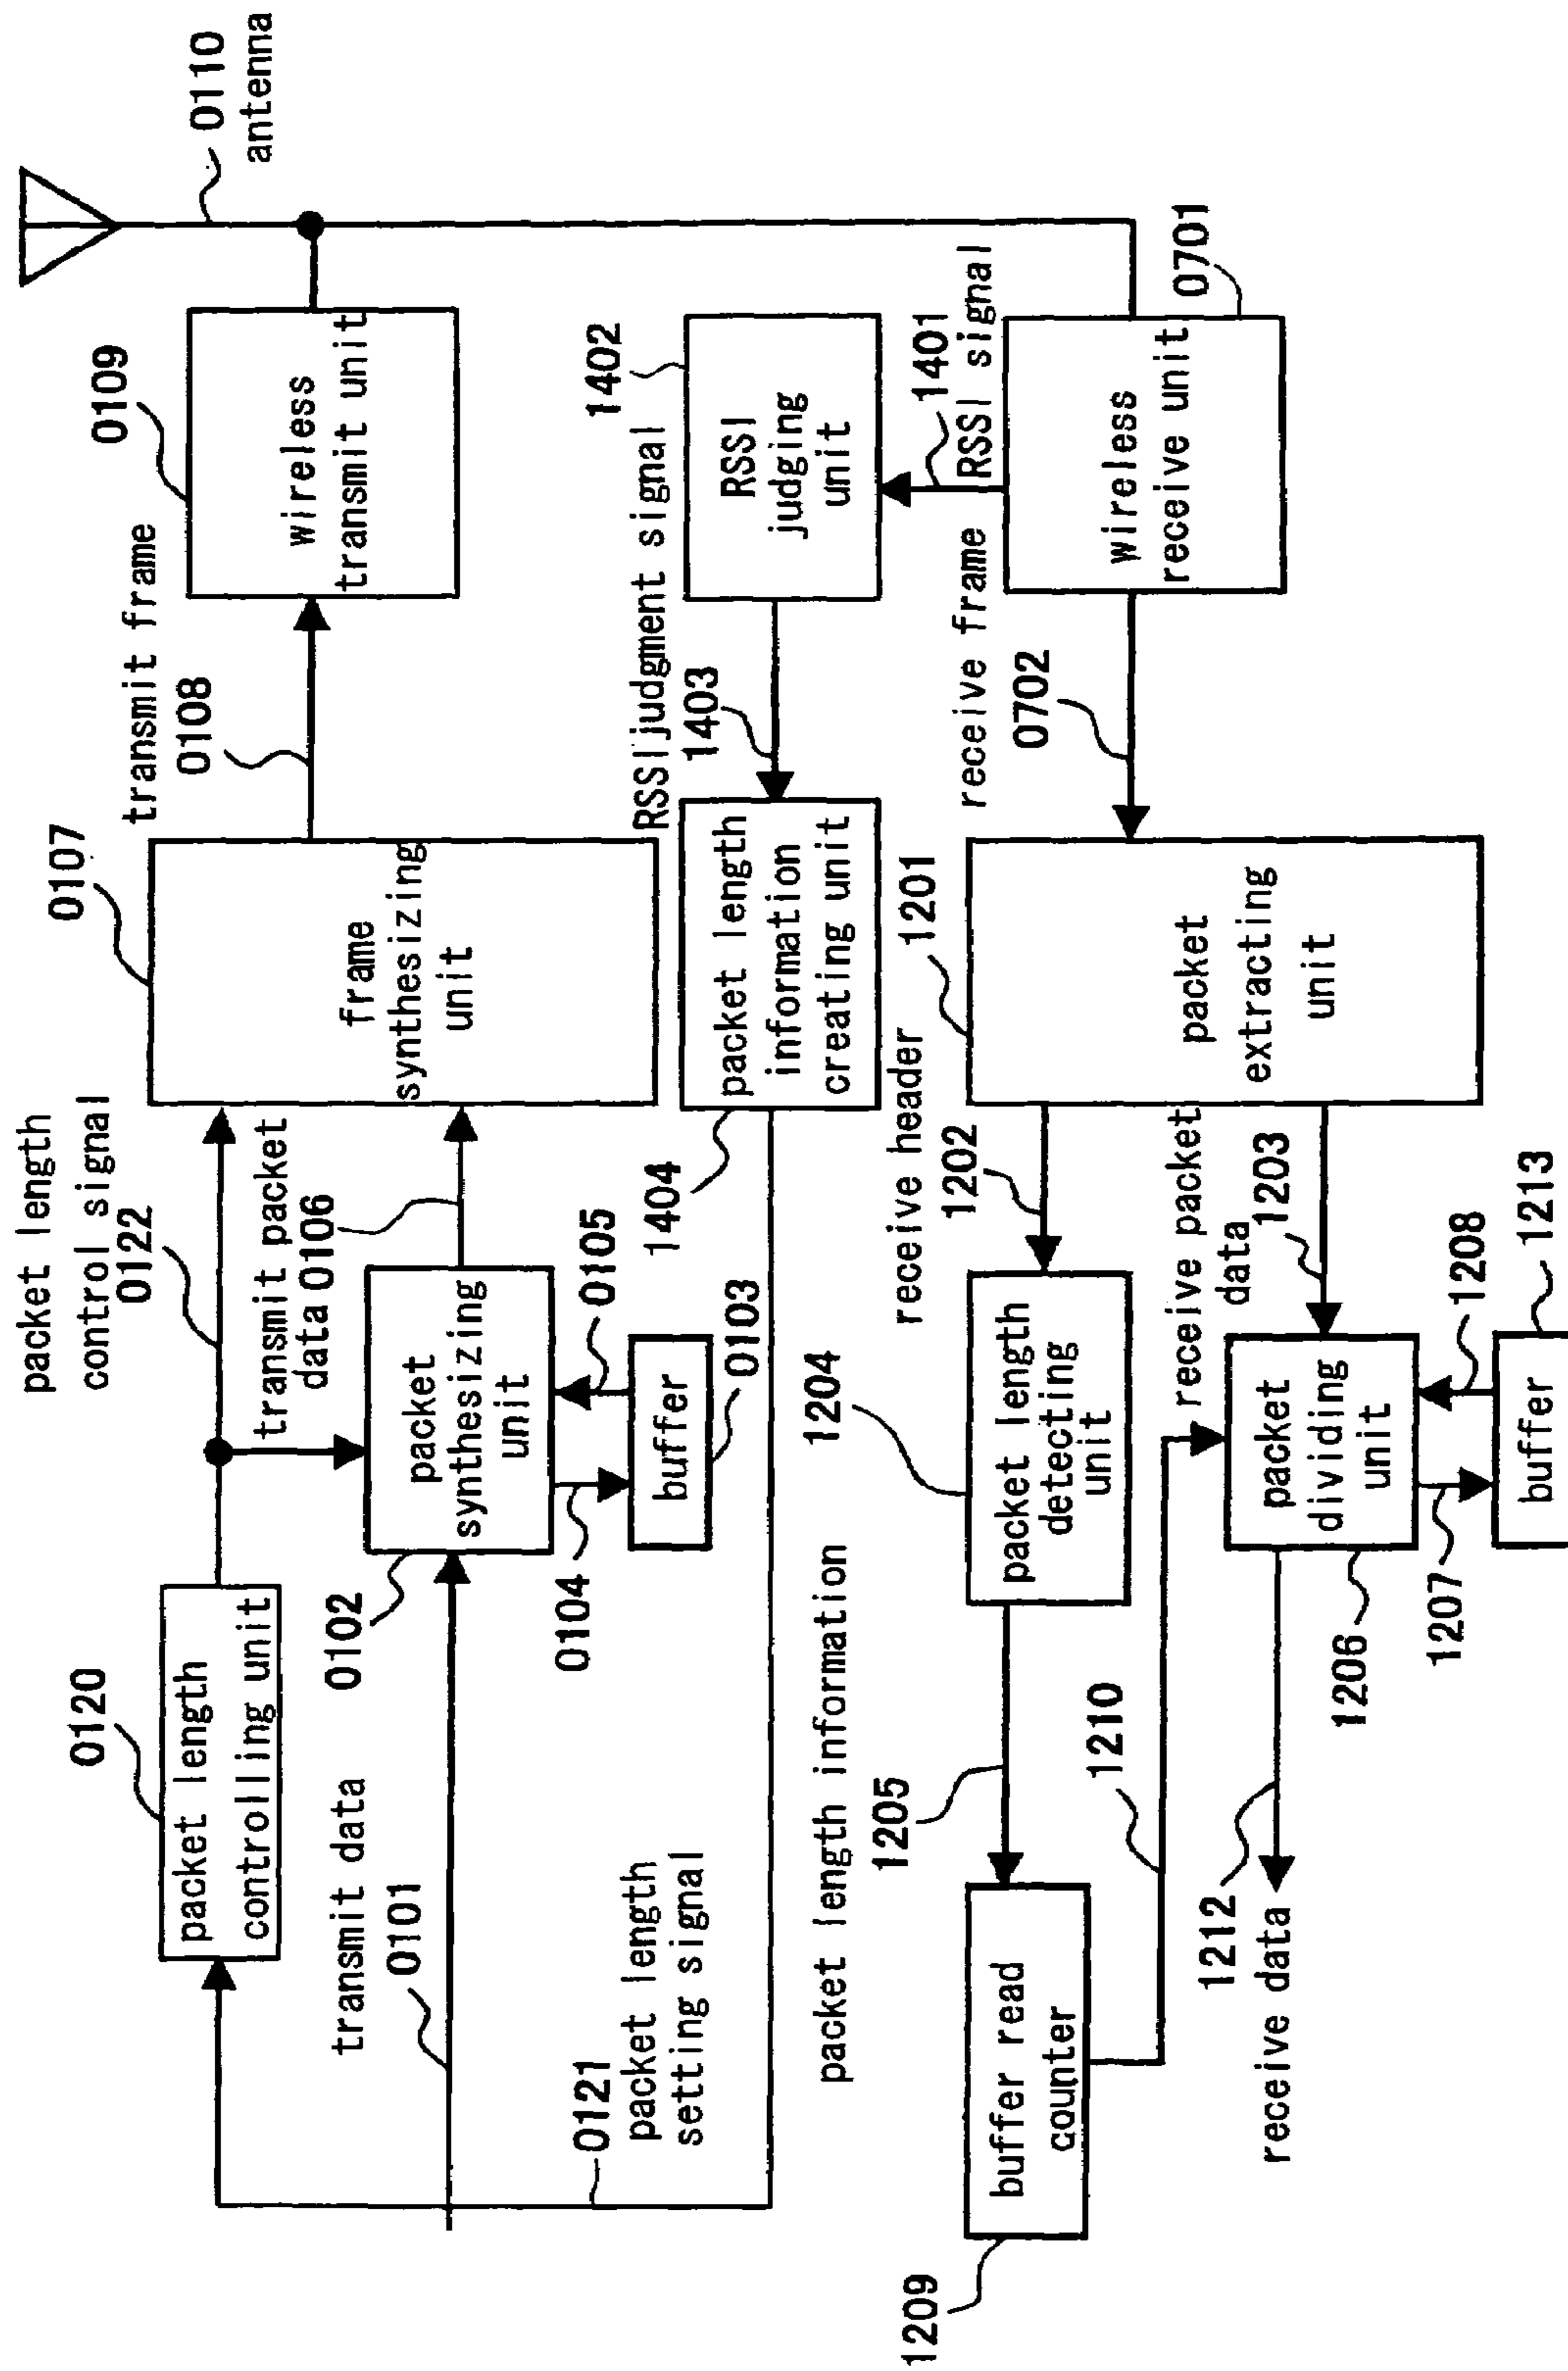 0120
packet length
controlling unit
packet length
control signal
0122
0107
frame
synthesizing
unit
transmit frame
0108
0109
wireless
transmit unit
0110
antenna
transmit data
0101
0102
transmit packet
data 0106
packet
synthesizing
unit
0104
0105
buffer
0103
0121
packet length
setting signal
1404
packet length
information
creating unit
RSSI judgment signal
1403
1402
RSSI
judging
unit
1401
RSSI signal
packet length information
1205
1204
packet length
detecting
unit
receive header
1202
1201
packet
extracting
unit
receive frame
0702
wireless
receive unit
0701
1209
buffer read
counter
1210
receive packet
data
1203
1212
receive data
1206
packet
dividing
unit
1207
1208
buffer
1213